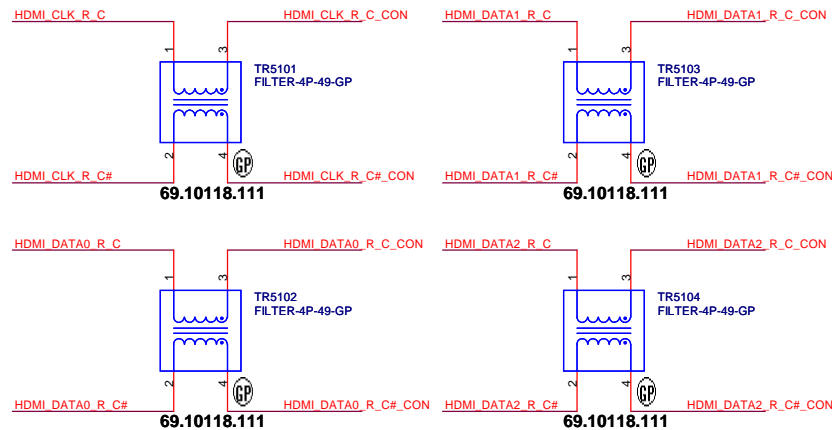 HDMI_CLK_R_C
HDMI_CLK_R_C_CON
1
3
TR5101
FILTER-4P-49-GP
2
4
GP
HDMI_CLK_R_C#
HDMI_CLK_R_C#_CON
69.10118.111
HDMI_DATA1_R_C
HDMI_DATA1_R_C_CON
1
3
TR5103
FILTER-4P-49-GP
2
4
GP
HDMI_DATA1_R_C#
HDMI_DATA1_R_C#_CON
69.10118.111
HDMI_DATA0_R_C
HDMI_DATA0_R_C_CON
1
3
TR5102
FILTER-4P-49-GP
2
4
GP
HDMI_DATA0_R_C#
HDMI_DATA0_R_C#_CON
69.10118.111
HDMI_DATA2_R_C
HDMI_DATA2_R_C_CON
1
3
TR5104
FILTER-4P-49-GP
2
4
GP
HDMI_DATA2_R_C#
HDMI_DATA2_R_C#_CON
69.10118.111